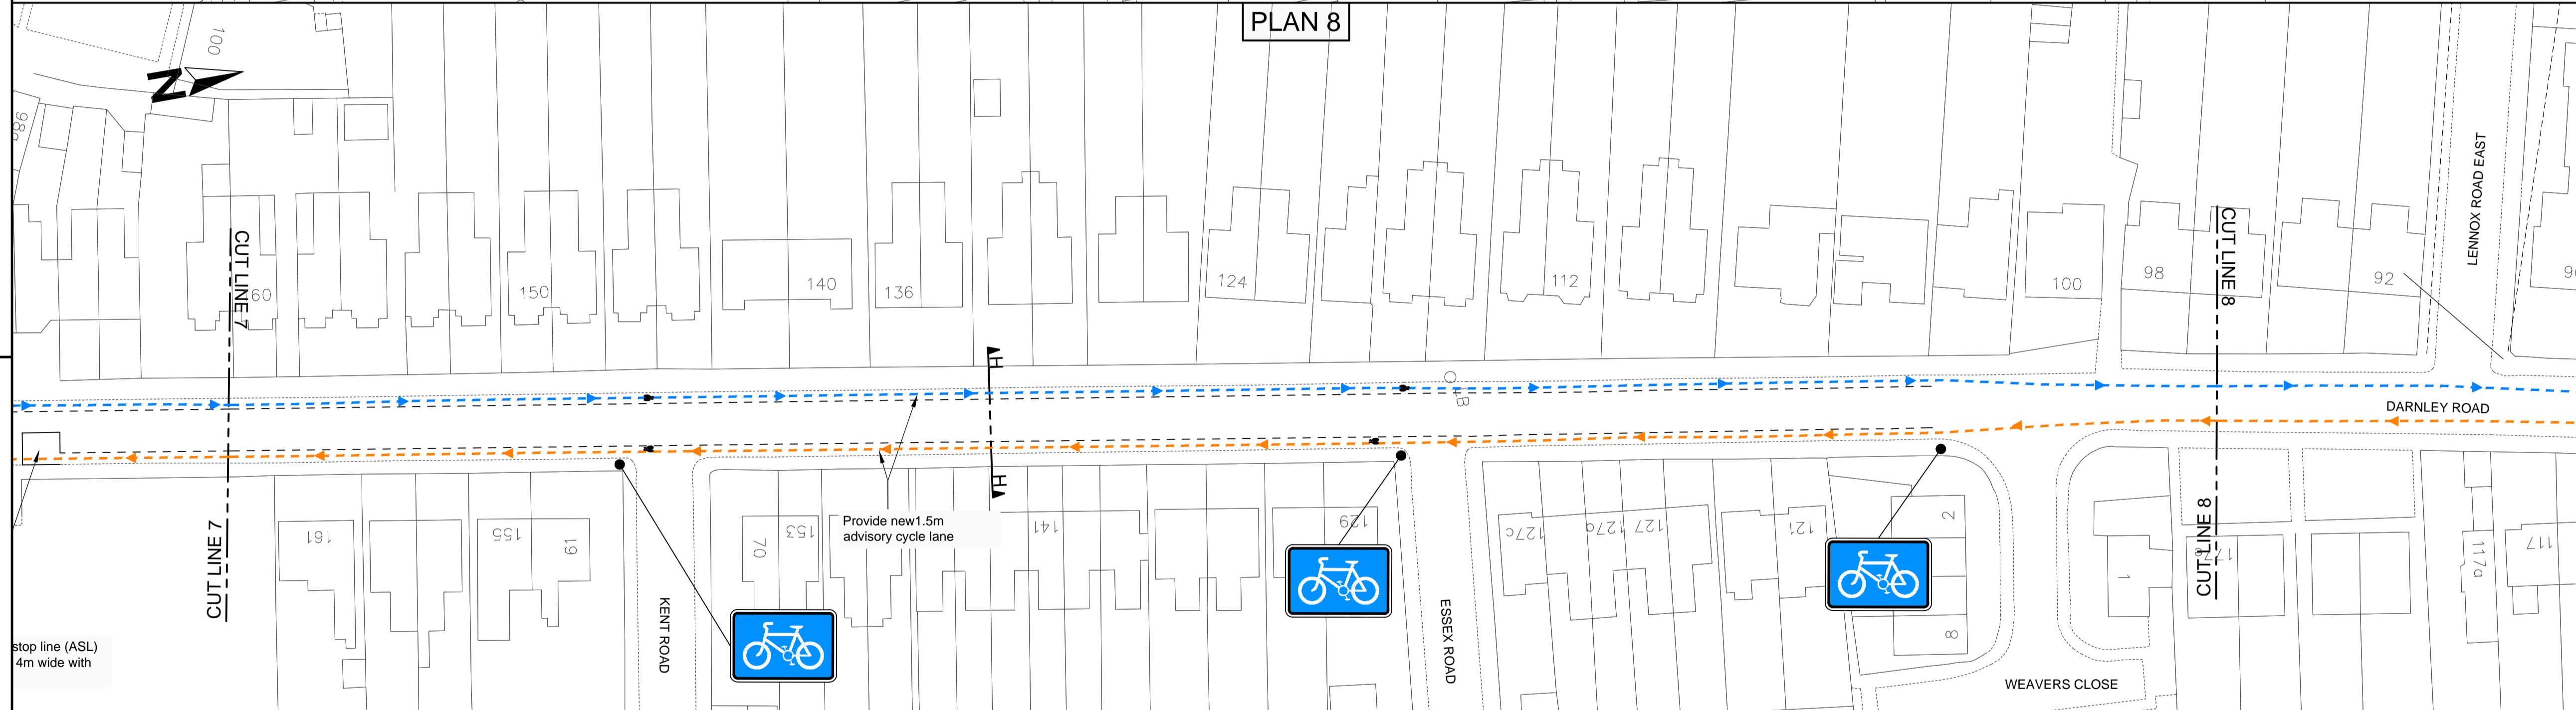 PLAN 8
100
N
98a
CUT LINE 7
160
150
140
136
124
112
100
98
CUT LINE 8
92
LENNOX ROAD EAST
H
LB
DARNLEY ROAD
H
Provide new1.5m
advisory cycle lane
161
155
61
70
153
141
129
127c
127a
127
121
2
8
1
117a
117
CUT LINE 7
CUT LINE 8
KENT ROAD
ESSEX ROAD
WEAVERS CLOSE
stop line (ASL)
4m wide with